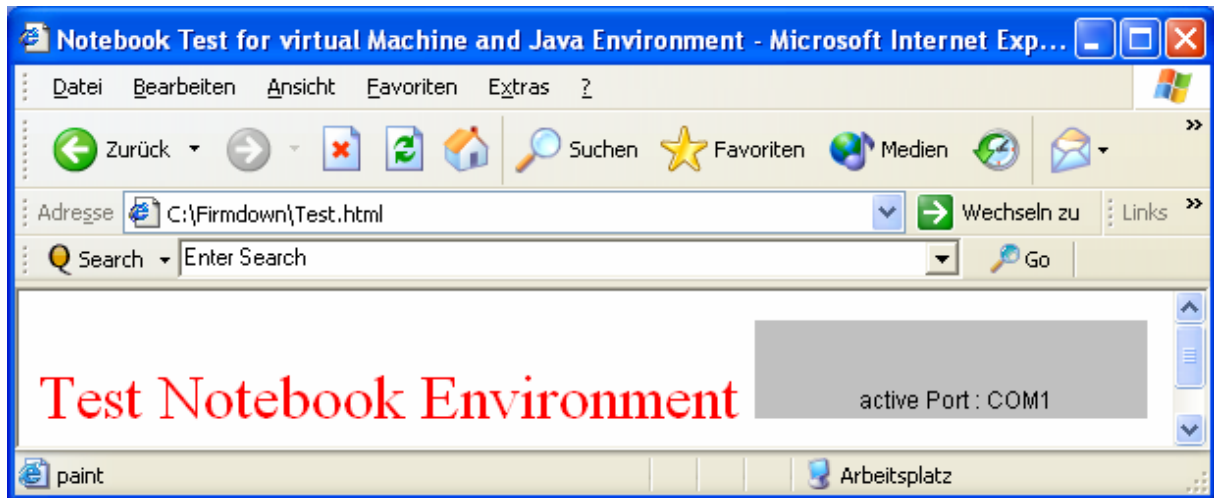 Notebook Test for virtual Machine and Java Environment - Microsoft Internet Exp...
Datei Bearbeiten Ansicht Favoriten Extras ?
Zurück Suchen Favoriten Medien »
Adresse C:\Firmdown\Test.html Wechseln zu Links »
Search Enter Search Go
Test Notebook Environment active Port : COM1
paint Arbeitsplatz